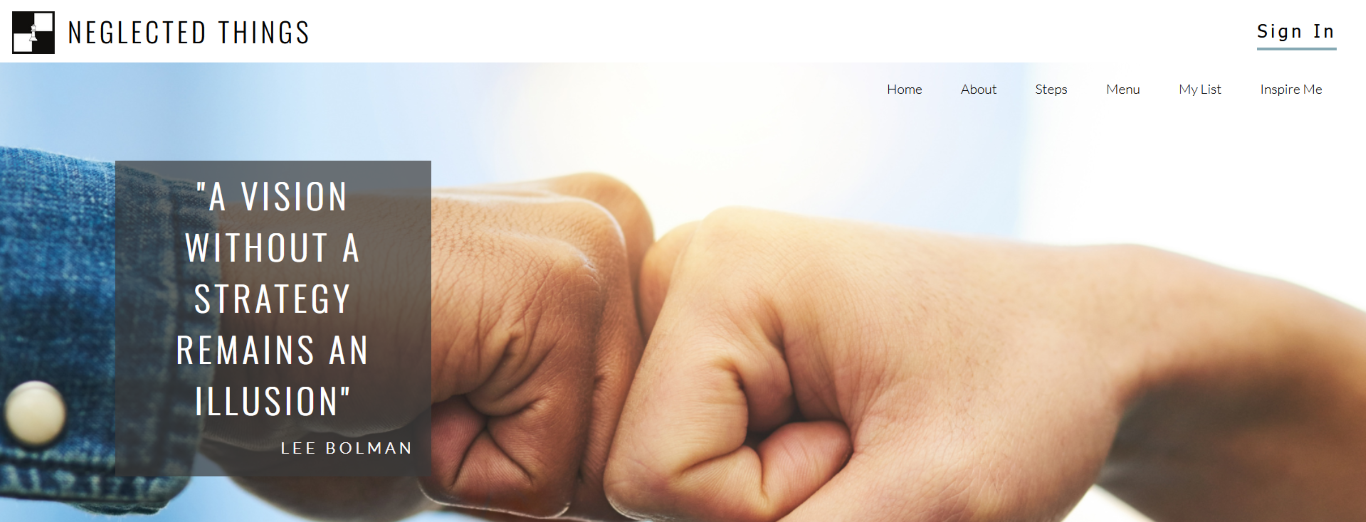 NEGLECTED THINGS
Sign In
Home About Steps Menu My List Inspire Me
"A VISION
WITHOUT A
STRATEGY
REMAINS AN
ILLUSION"
LEE BOLMAN